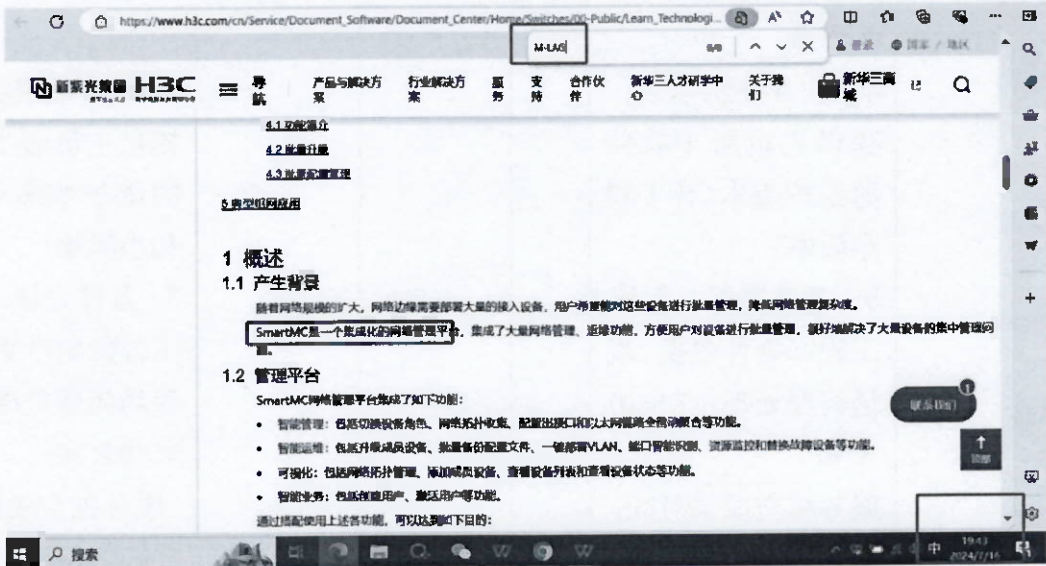 https://www.h3c.com/cn/Service/Document_Software/Document_Center/Home/Switches/00-Public/Learn_Technologi...
M-LAG
0/0
登录
国家 / 地区
新紫光集团 H3C
导航
产品与解决方案
行业解决方案
服务
支持
合作伙伴
新华三人才研学中心
关于我们
新华三商城
4.1 功能简介
4.2 批量升级
4.3 批量配置管理
5 典型组网应用
1 概述
1.1 产生背景
随着网络规模的扩大，网络边缘需要部署大量的接入设备，用户希望能对这些设备进行批量管理，降低网络管理复杂度。
SmartMC是一个集成化的网络管理平台，集成了大量网络管理、运维功能，方便用户对设备进行批量管理，很好地解决了大量设备的集中管理问
题。
1.2 管理平台
SmartMC网络管理平台集成了如下功能：
• 智能管理：包括切换设备角色、网络拓扑收集、配置出接口和以太网链路全自动聚合等功能。
• 智能运维：包括升级成员设备、批量备份配置文件、一键部署VLAN、端口智能识别、资源监控和替换故障设备等功能。
• 可视化：包括网络拓扑管理、添加成员设备、查看设备列表和查看设备状态等功能。
• 智能业务：包括创建用户、激活用户等功能。
通过搭配使用上述各功能，可以达到如下目的：
联系我们
1
顶部
搜索
中
19:43
2024/7/16